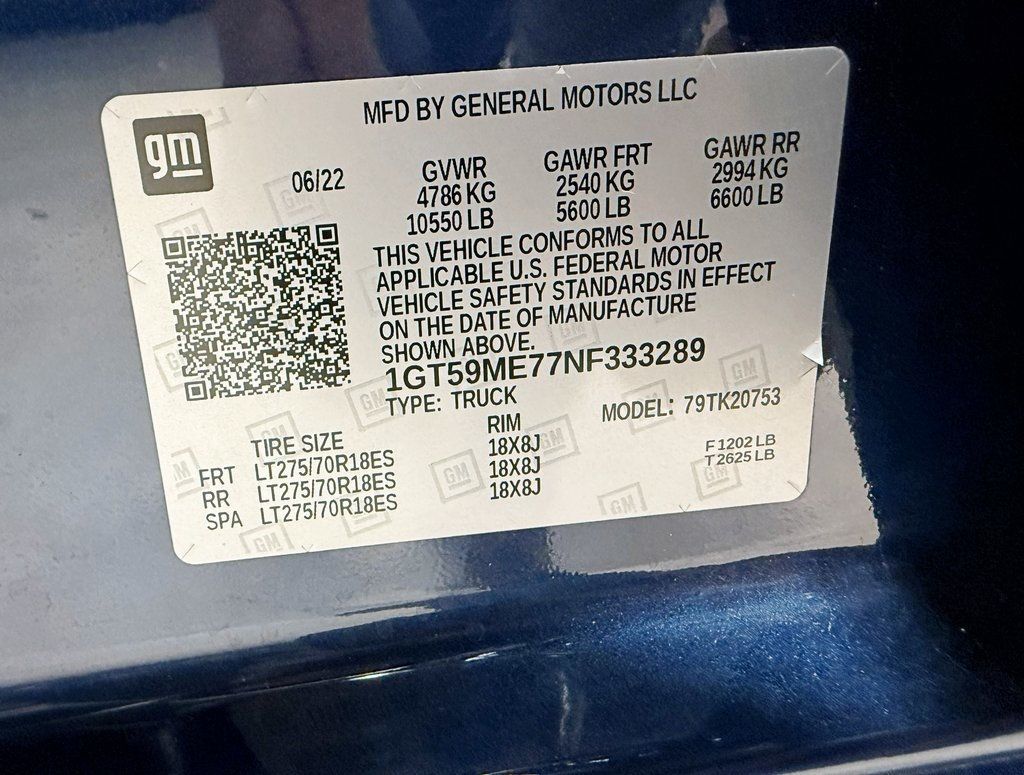 MFD BY GENERAL MOTORS LLC
gm
06/22
GVWR GAWR FRT GAWR RR
4786 KG 2540 KG 2994 KG
10550 LB 5600 LB 6600 LB
THIS VEHICLE CONFORMS TO ALL
APPLICABLE U.S. FEDERAL MOTOR
VEHICLE SAFETY STANDARDS IN EFFECT
ON THE DATE OF MANUFACTURE
SHOWN ABOVE.
1GT59ME77NF333289
TYPE: TRUCK
MODEL: 79TK20753
TIRE SIZE RIM
FRT LT275/70R18ES 18X8J
RR LT275/70R18ES 18X8J
SPA LT275/70R18ES 18X8J
F 1202 LB
T 2625 LB